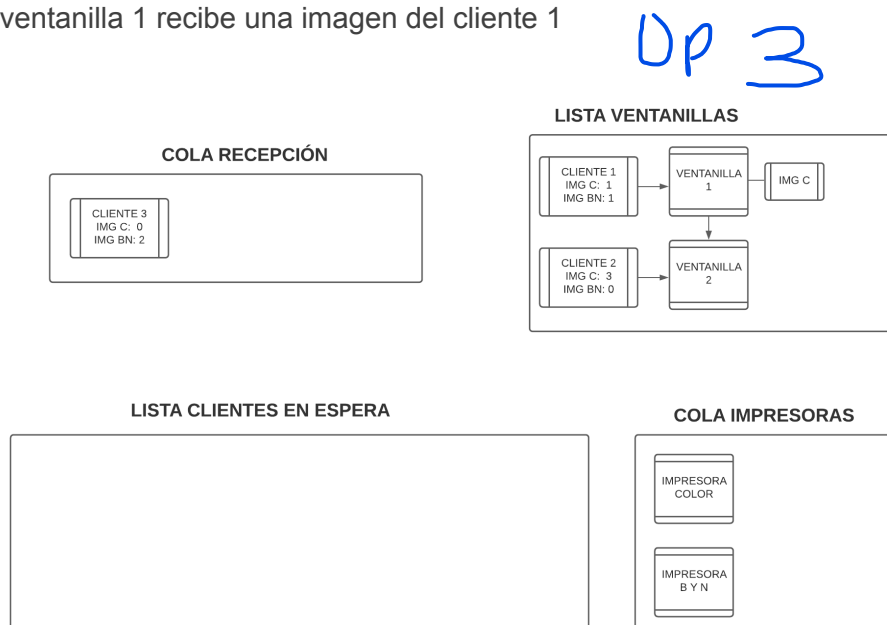 ventanilla 1 recibe una imagen del cliente 1
Op 3
LISTA VENTANILLAS
COLA RECEPCIÓN
CLIENTE 1
IMG C: 1
IMG BN: 1
VENTANILLA
1
IMG C
CLIENTE 3
IMG C: 0
IMG BN: 2
CLIENTE 2
IMG C: 3
IMG BN: 0
VENTANILLA
2
LISTA CLIENTES EN ESPERA
COLA IMPRESORAS
IMPRESORA
COLOR
IMPRESORA
B Y N